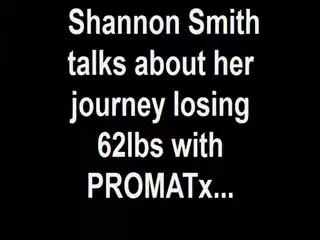 Shannon Smith
talks about her
journey losing
62lbs with
PROMATx...